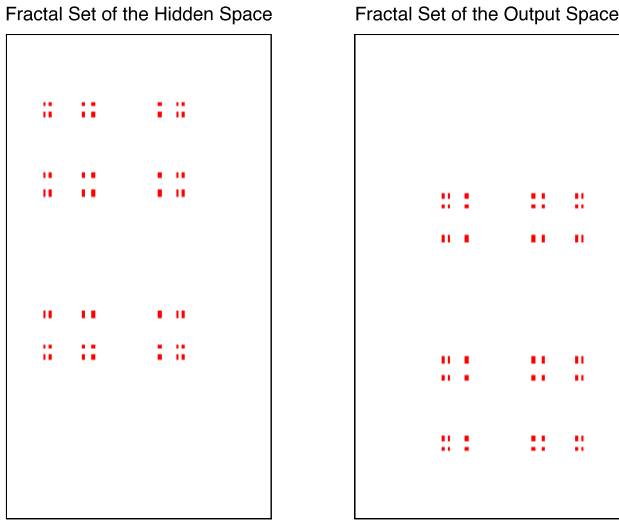 Fractal Set of the Hidden Space
Fractal Set of the Output Space